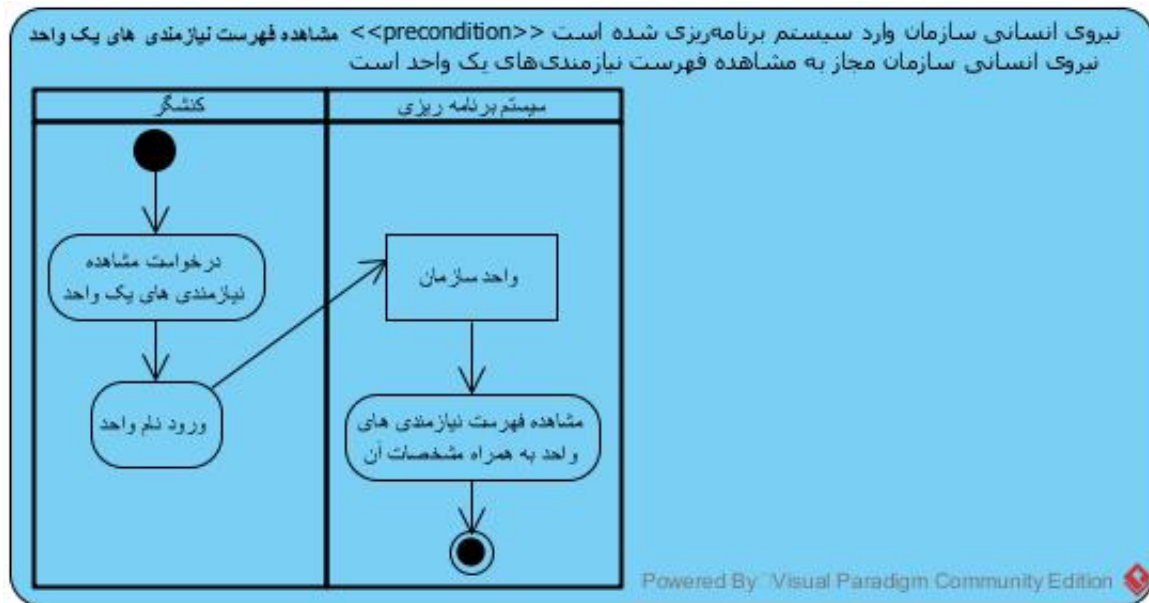 مشاهده فهرست نیازمندی های یک واحد <<precondition>> نیروی انسانی سازمان وارد سیستم برنامه‌ریزی شده است
نیروی انسانی سازمان مجاز به مشاهده فهرست نیازمندی‌های یک واحد است
کنشگر
سیستم برنامه ریزی
درخواست مشاهده
نیازمندی های یک واحد
ورود نام واحد
واحد سازمان
مشاهده فهرست نیازمندی های
واحد به همراه مشخصات آن
Powered By Visual Paradigm Community Edition